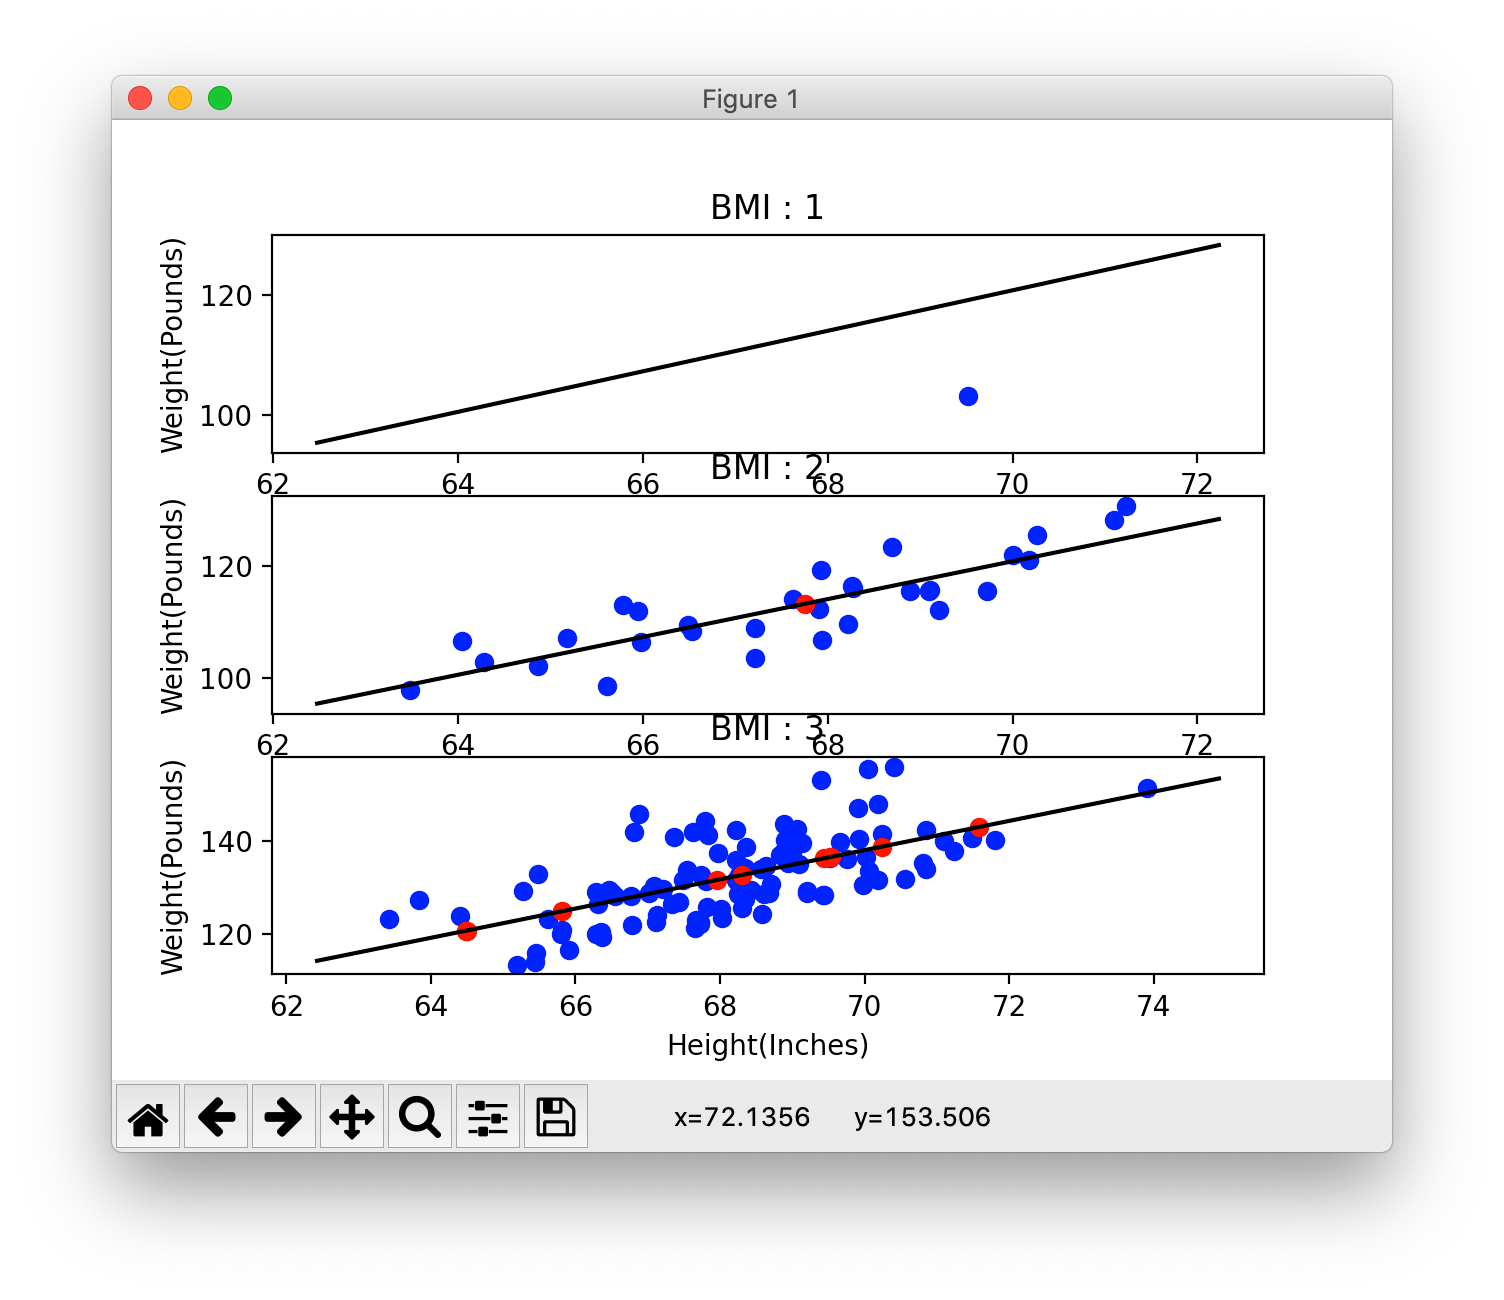 Figure 1
BMI : 1
Weight(Pounds)
120
100
62 64 66 68 70 72
BMI : 2
Weight(Pounds)
120
100
62 64 66 68 70 72
BMI : 3
Weight(Pounds)
140
120
62 64 66 68 70 72 74
Height(Inches)
x=72.1356 y=153.506